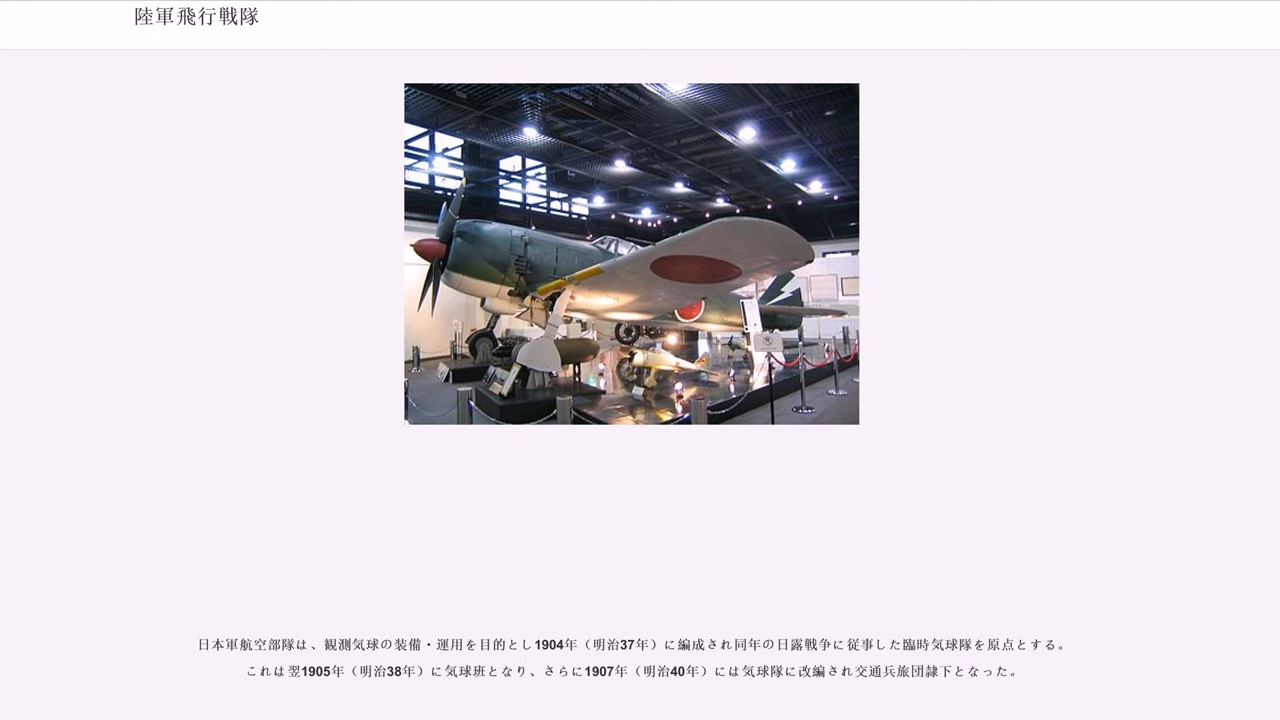 陸軍飛行戦隊
日本軍航空部隊は、観測気球の装備・運用を目的とし1904年（明治37年）に編成され同年の日露戦争に従事した臨時気球隊を原点とする。
これは翌1905年（明治38年）に気球班となり、さらに1907年（明治40年）には気球隊に改編され交通兵旅団隷下となった。